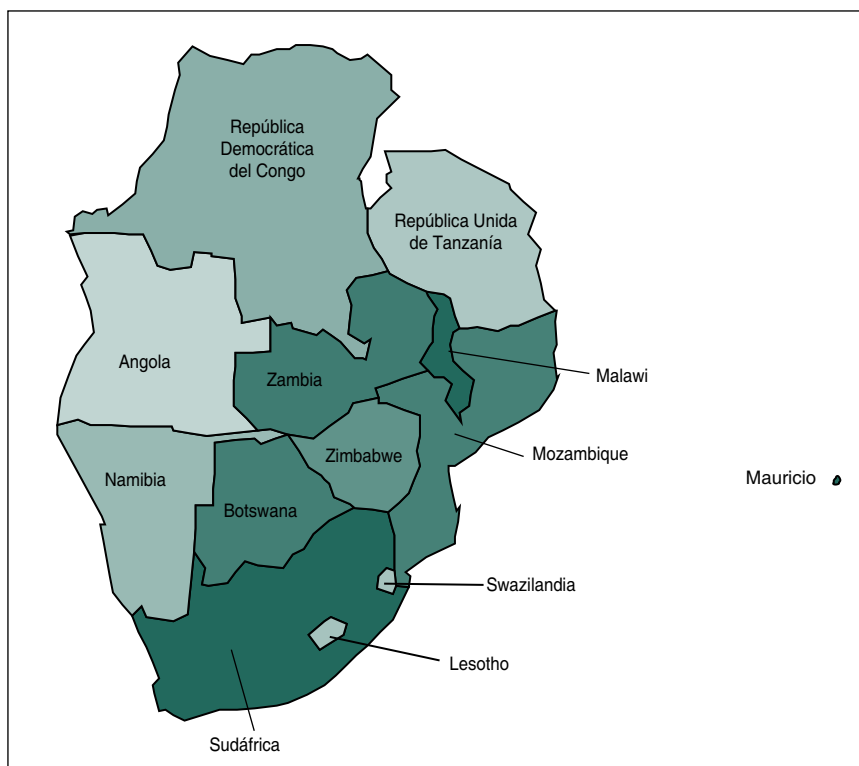 República
Democrática
del Congo
República Unida
de Tanzanía
Angola
Zambia
Malawi
Mozambique
Zimbabwe
Namibia
Mauricio
Botswana
Swazilandia
Lesotho
Sudáfrica